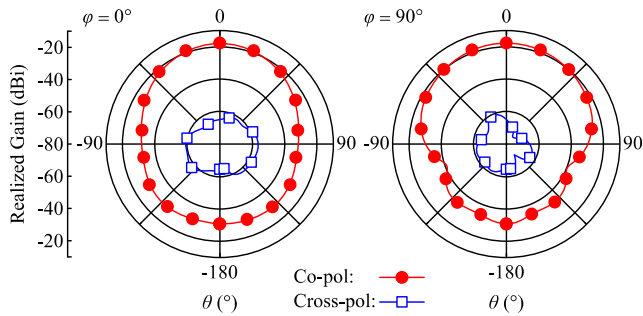 φ = 0°
0
φ = 90°
0
Realized Gain (dBi)
-20
-40
-60
-80
-60
-40
-20
-90
90
-90
90
-180
-180
Co-pol:
Cross-pol:
θ (°)
θ (°)